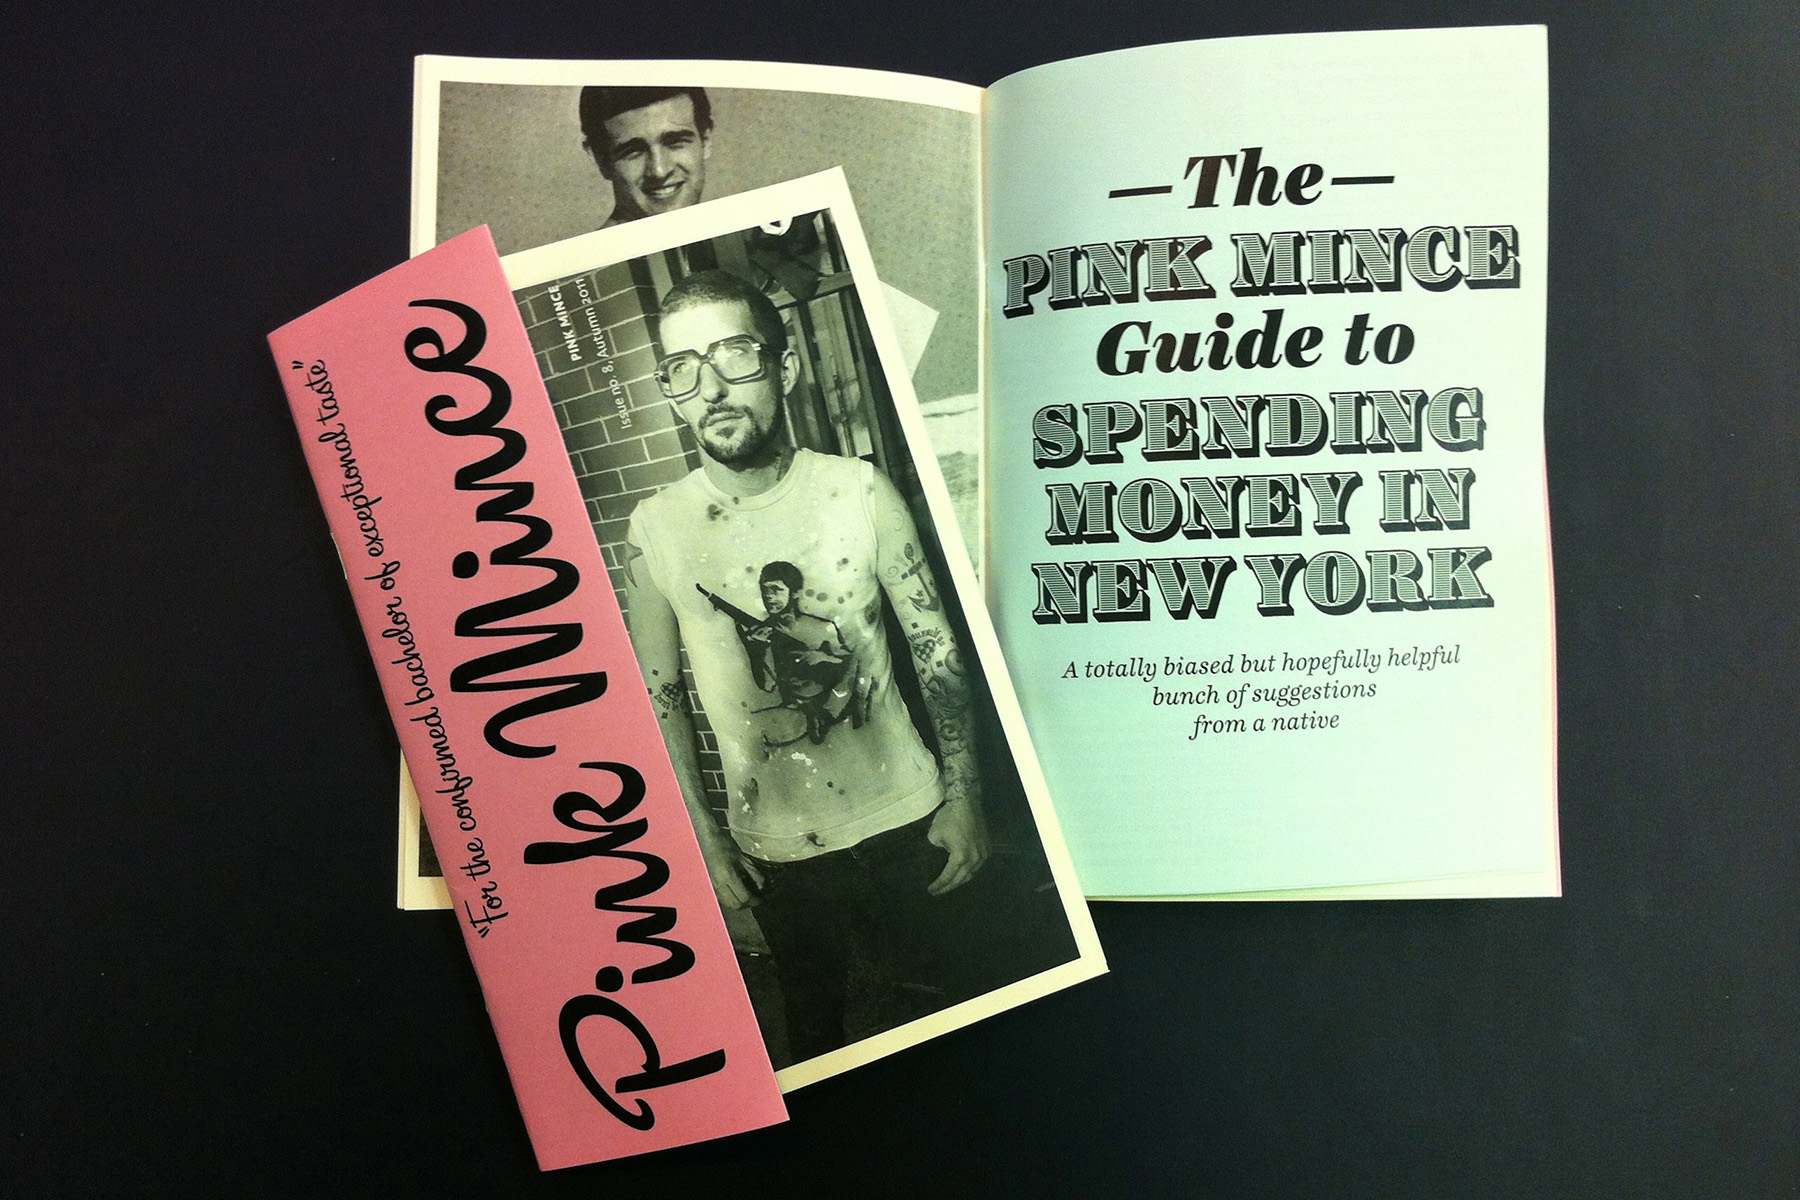 Pink Mince
"For the confirmed bachelor of exceptional taste"
PINK MINCE
Issue no. 8, Autumn 2011
—The—
PINK MINCE
Guide to
SPENDING
MONEY IN
NEW YORK
A totally biased but hopefully helpful
bunch of suggestions
from a native